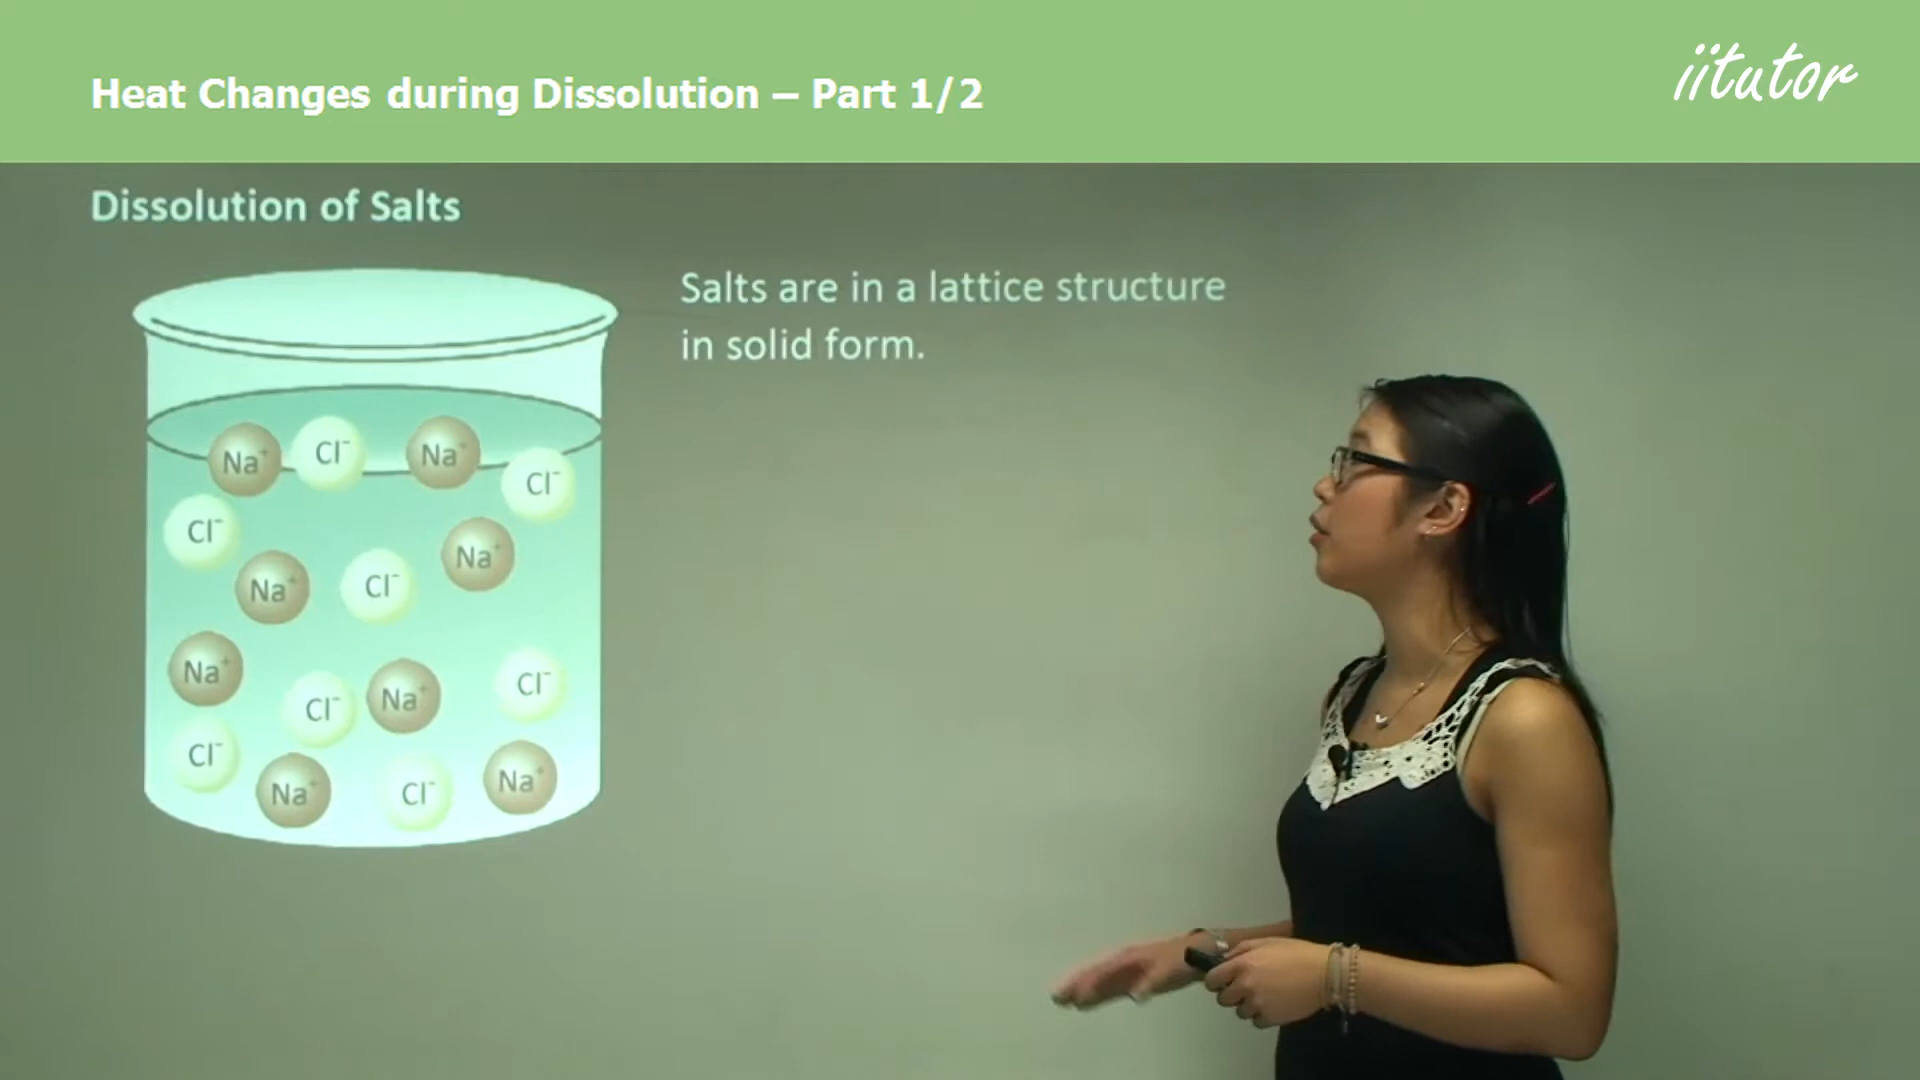 iitutor
Heat Changes during Dissolution – Part 1/2
Dissolution of Salts
Salts are in a lattice structure
in solid form.
Na⁺ Cl⁻ Na⁺
Cl⁻
Cl⁻
Na⁺
Na⁺ Cl⁻
Na⁺
Cl⁻
Cl⁻ Na⁺
Cl⁻
Na⁺ Cl⁻ Na⁺